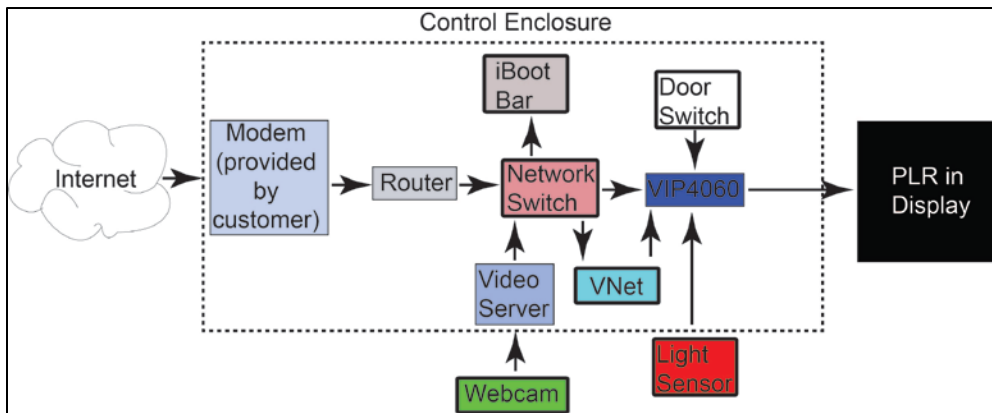 Control Enclosure
iBoot
Bar
Door
Switch
Internet
Modem
(provided
by
customer)
Router
Network
Switch
VIP4060
PLR in
Display
Video
Server
VNet
Webcam
Light
Sensor